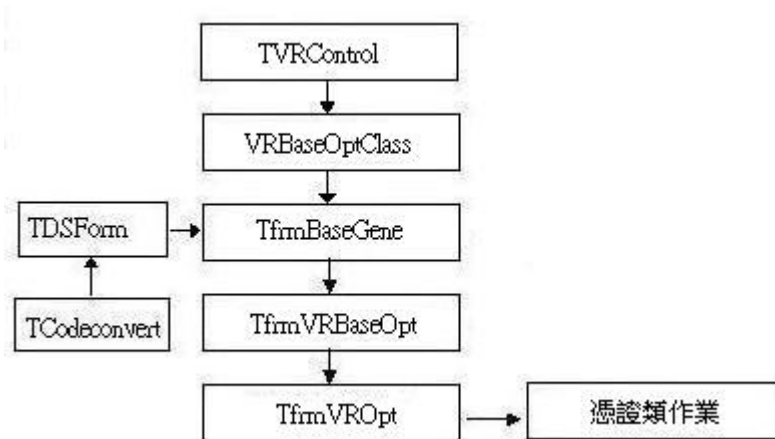 TVRControl
VRBaseOptClass
TDSForm
TfrmBaseGene
TCodeconvert
TfrmVRBaseOpt
TfrmVROpt
憑證類作業